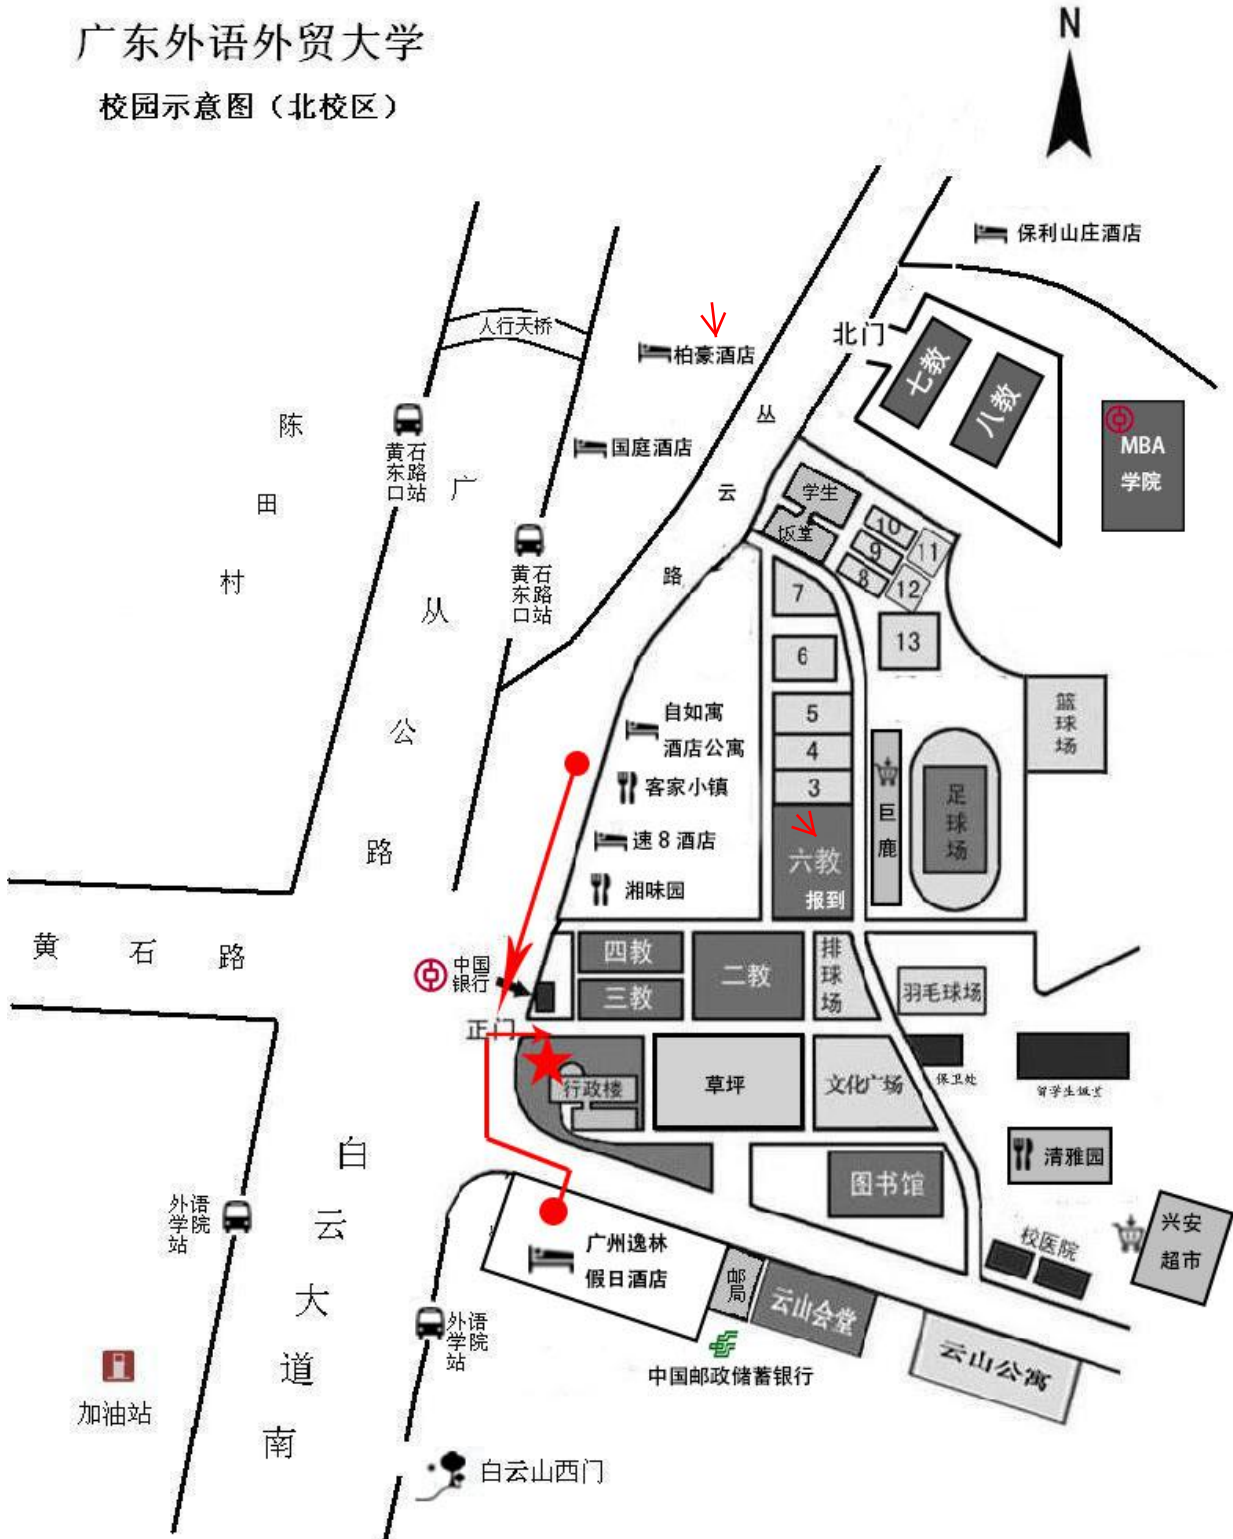 广东外语外贸大学
校园示意图（北校区）
N
保利山庄酒店
人行天桥
柏豪酒店
北门
七教
八教
MBA
学院
陈
田
村
黄石
东路
口站
国庭酒店
丛
云
路
学生
饭堂
10
9
8
11
12
13
黄石
东路
口站
广
从
公
路
7
6
5
4
3
自如寓
酒店公寓
客家小镇
速8酒店
湘味园
六教
报到
巨
鹿
足
球
场
篮
球
场
黄石路
中国
银行
四教
三教
二教
排
球
场
羽毛球场
正门
行政楼
草坪
文化广场
保卫处
留学生饭堂
清雅园
图书馆
白
云
大
道
南
外语
学院
站
外语
学院
站
广州逸林
假日酒店
邮
局
云山会堂
中国邮政储蓄银行
校医院
兴安
超市
云山公寓
加油站
白云山西门